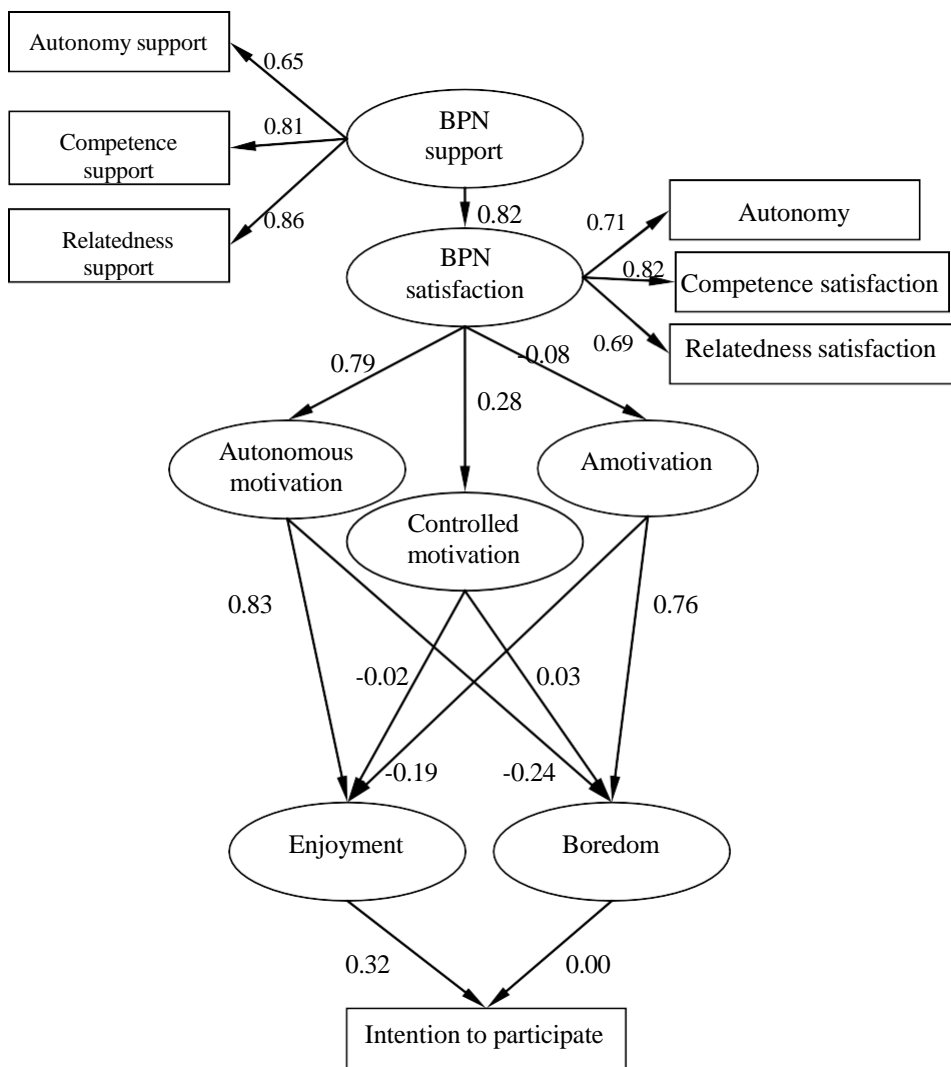 Autonomy support
0.65
BPN
support
0.81
Competence
support
0.86
Relatedness
support
0.82
BPN
satisfaction
0.71
Autonomy
0.82
Competence satisfaction
0.69
Relatedness satisfaction
0.79
0.28
-0.08
Autonomous
motivation
Amotivation
Controlled
motivation
0.83
0.76
-0.02
0.03
-0.19
-0.24
Enjoyment
Boredom
0.32
0.00
Intention to participate